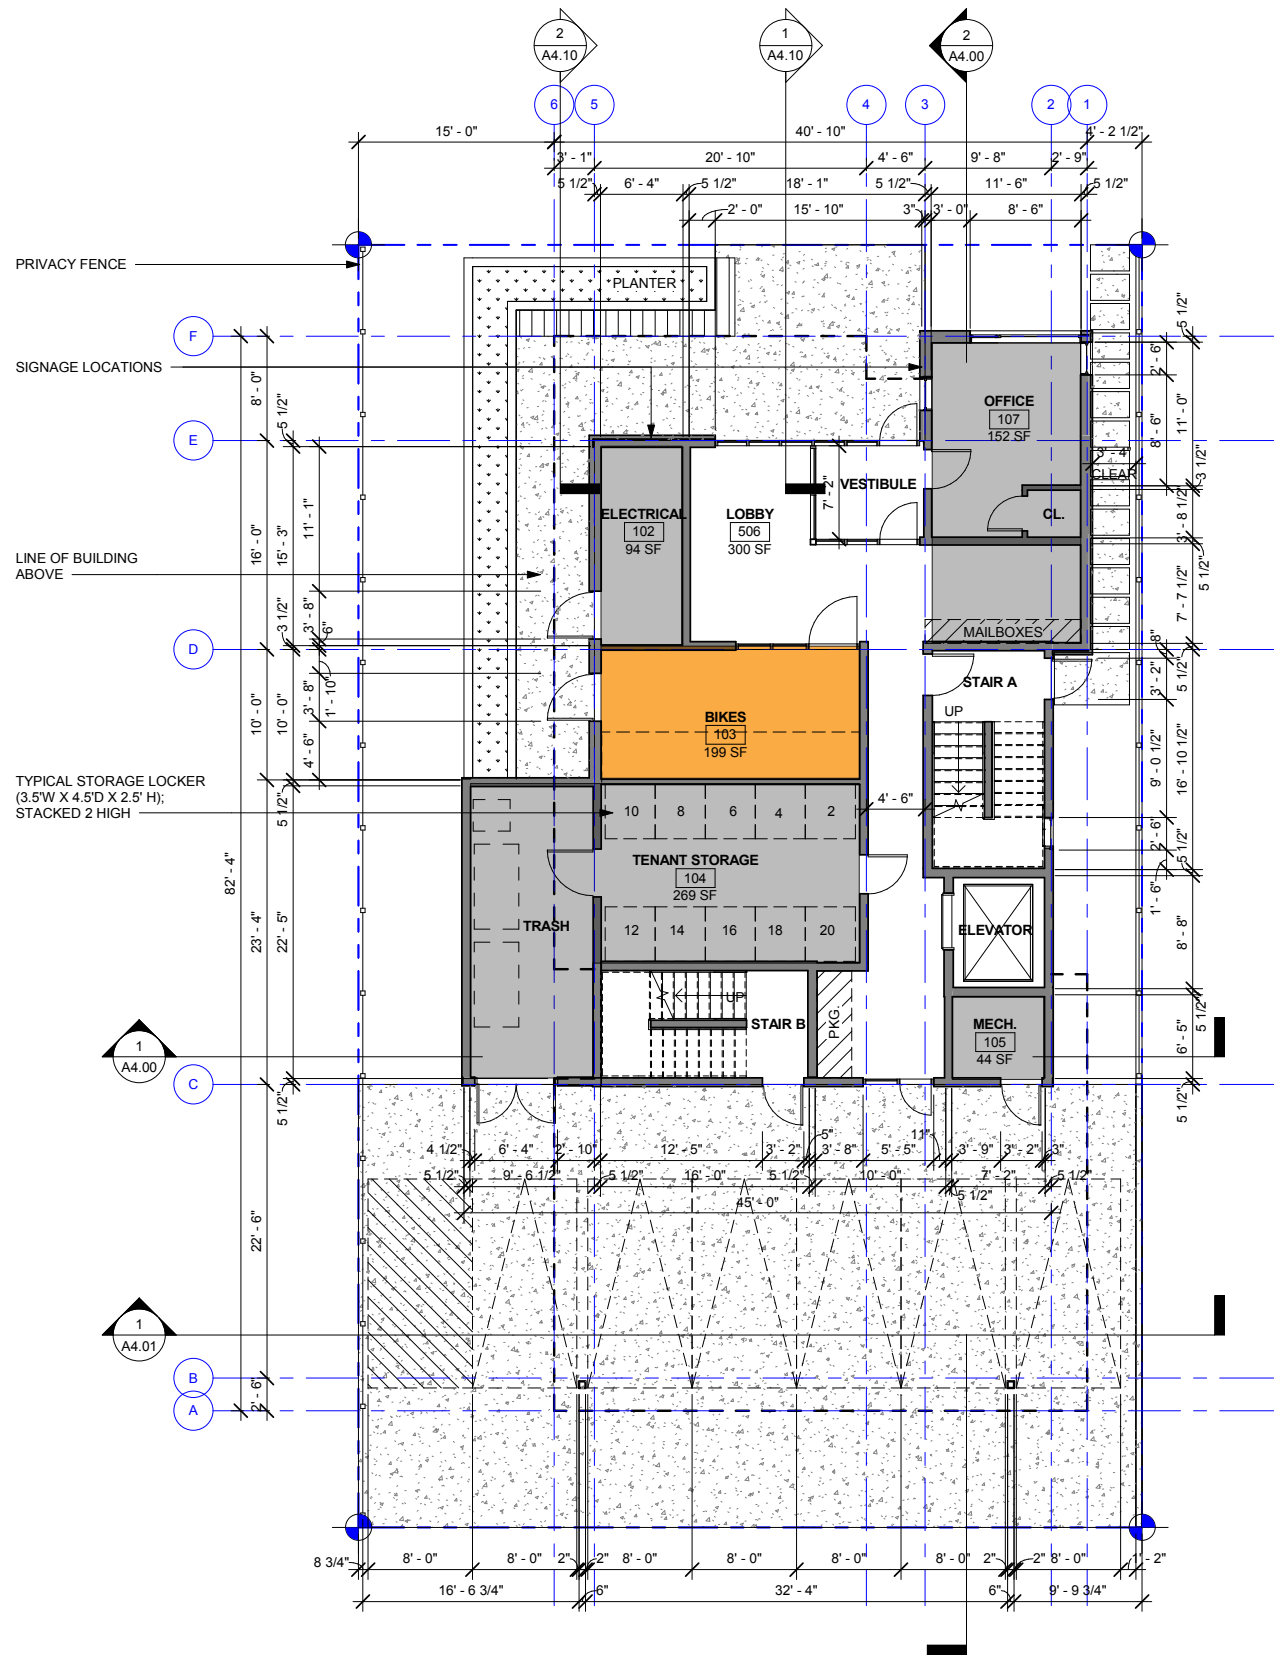 2
A4.10
1
A4.10
2
A4.00
6
5
4
3
2
1
15' - 0"
40' - 10"
4' - 2 1/2"
3' - 1"
20' - 10"
4' - 6"
9' - 8"
2' - 9"
5 1/2"
6' - 4"
5 1/2"
18' - 1"
5 1/2"
11' - 6"
5 1/2"
2' - 0"
15' - 10"
3"
3' - 0"
8' - 6"
PRIVACY FENCE
PLANTER
F
SIGNAGE LOCATIONS
E
LINE OF BUILDING
ABOVE
D
TYPICAL STORAGE LOCKER
(3.5'W X 4.5'D X 2.5' H);
STACKED 2 HIGH
8' - 0"
5 1/2"
16' - 0"
15' - 3"
11' - 1"
3 1/2"
3' - 8"
6"
10' - 0"
10' - 0"
3' - 8"
1' - 10"
4' - 6"
5 1/2"
82' - 4"
23' - 4"
22' - 5"
5 1/2"
22' - 6"
2' - 6"
OFFICE
107
152 SF
3' - 4"
CLEAR
CL.
VESTIBULE
7' - 2"
LOBBY
506
300 SF
ELECTRICAL
102
94 SF
MAILBOXES
STAIR A
UP
BIKES
103
199 SF
10
8
6
4
2
4' - 6"
TENANT STORAGE
104
269 SF
12
14
16
18
20
TRASH
ELEVATOR
UP
STAIR B
PKG.
MECH.
105
44 SF
5 1/2"
2' - 6"
11' - 0"
8' - 6"
3 1/2"
3' - 8 1/2"
5 1/2"
7' - 7 1/2"
8"
5 1/2"
3' - 2"
9' - 0 1/2"
16' - 10 1/2"
2' - 6"
5 1/2"
1' - 6"
8' - 8"
5 1/2"
6' - 5"
5 1/2"
1
A4.00
C
4 1/2"
6' - 4"
2' - 10"
12' - 5"
3' - 2"
5"
3' - 8"
5' - 5"
11"
3' - 9"
3' - 2"
3"
5 1/2"
9' - 6 1/2"
5 1/2"
16' - 0"
5 1/2"
10' - 0"
5 1/2"
7' - 2"
5 1/2"
45' - 0"
1
A4.01
B
A
8 3/4"
8' - 0"
8' - 0"
2"
2"
8' - 0"
8' - 0"
8' - 0"
8' - 0"
2"
2"
8' - 0"
1' - 2"
16' - 6 3/4"
6"
32' - 4"
6"
9' - 9 3/4"